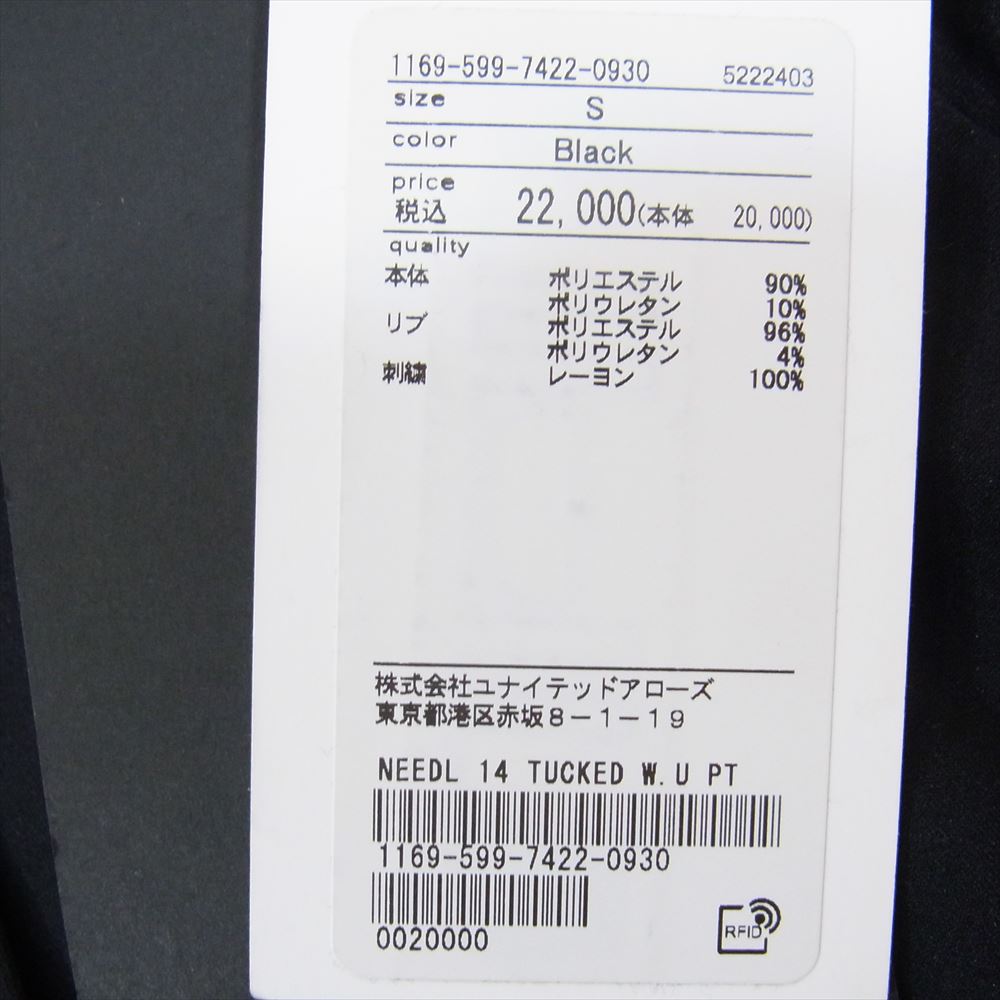 1169-599-7422-0930 5222403
size S
color Black
price
税込 22,000(本体 20,000)
quality
本体 ポリエステル 90%
ポリウレタン 10%
リブ ポリエステル 96%
ポリウレタン 4%
刺繍 レーヨン 100%
株式会社ユナイテッドアローズ
東京都港区赤坂8−1−19
NEEDL 14 TUCKED W.U PT
1169-599-7422-0930
0020000
RFID